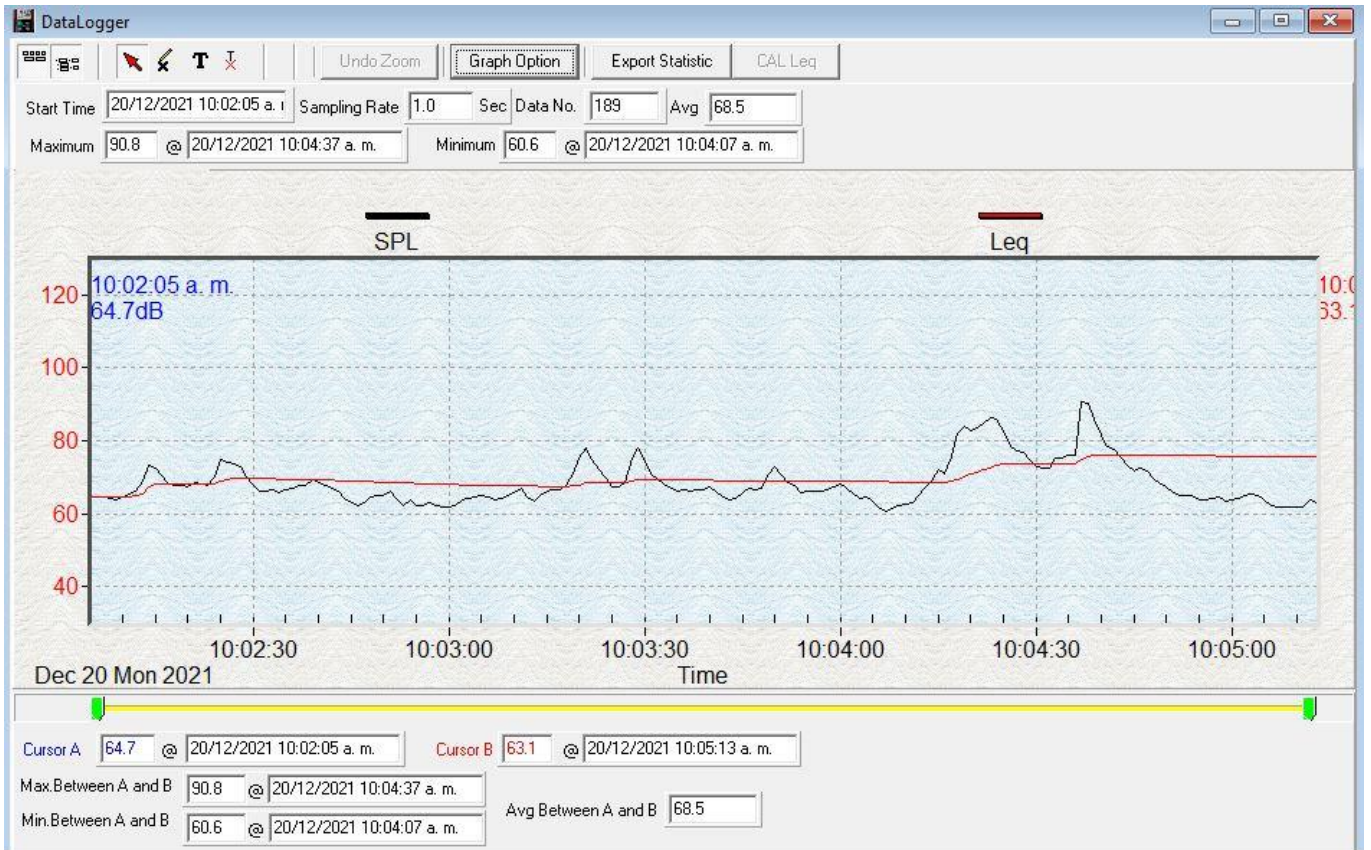 DataLogger
T T Undo Zoom Graph Option Export Statistic CAL Leq
Start Time 20/12/2021 10:02:05 a. Sampling Rate 1.0 Sec Data No. 189 Avg 68.5
Maximum 90.8 @ 20/12/2021 10:04:37 a. m. Minimum 60.6 @ 20/12/2021 10:04:07 a. m.
SPL Leq
10:02:05 a. m.
64.7dB
120
100
80
60
40
10:02:30 10:03:00 10:03:30 10:04:00 10:04:30 10:05:00
Dec 20 Mon 2021 Time
Cursor A 64.7 @ 20/12/2021 10:02:05 a. m. Cursor B 63.1 @ 20/12/2021 10:05:13 a. m.
Max.Between A and B 90.8 @ 20/12/2021 10:04:37 a. m.
Avg Between A and B 68.5
Min.Between A and B 60.6 @ 20/12/2021 10:04:07 a. m.